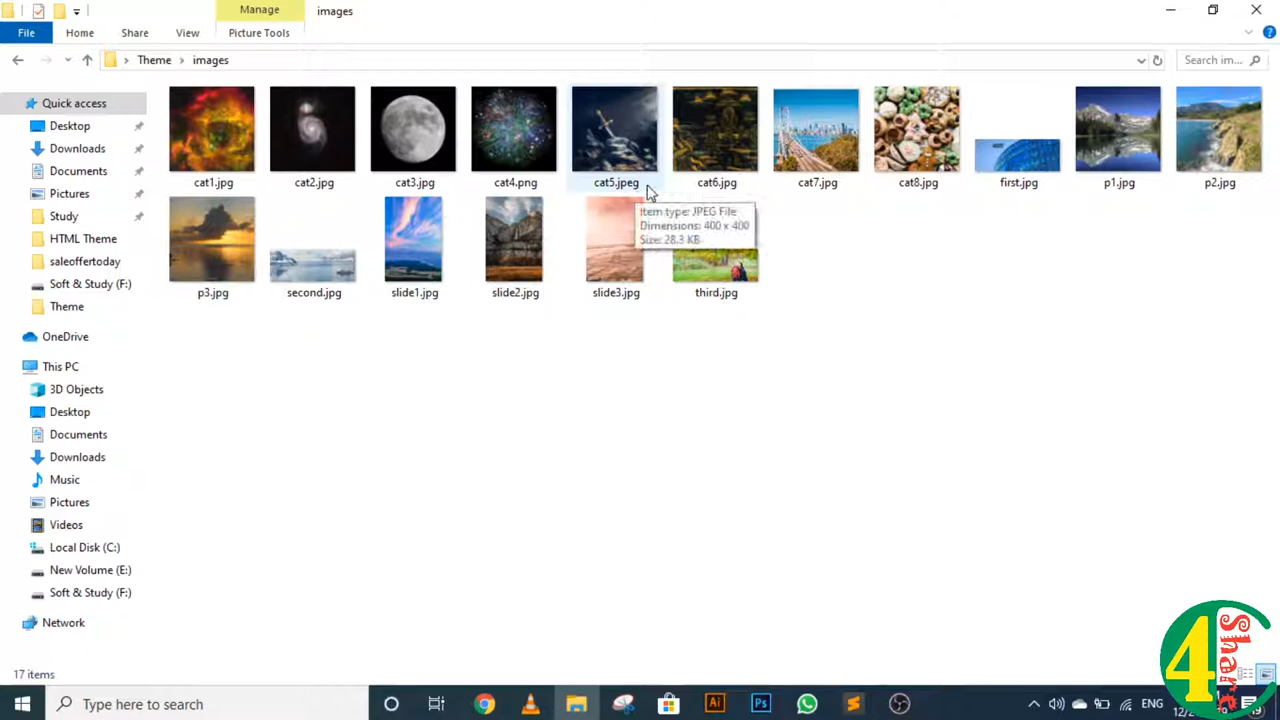 Manage
images
File
Home
Share
View
Picture Tools
Theme
images
Search im...
Quick access
Desktop
Downloads
Documents
Pictures
Study
HTML Theme
saleoffertoday
Soft & Study (F:)
Theme
OneDrive
This PC
3D Objects
Desktop
Documents
Downloads
Music
Pictures
Videos
Local Disk (C:)
New Volume (E:)
Soft & Study (F:)
Network
cat1.jpg
cat2.jpg
cat3.jpg
cat4.png
cat5.jpeg
cat6.jpg
cat7.jpg
cat8.jpg
first.jpg
p1.jpg
p2.jpg
Item type: JPEG File
Dimensions: 400 x 400
Size: 28.3 KB
p3.jpg
second.jpg
slide1.jpg
slide2.jpg
slide3.jpg
third.jpg
17 items
4 Share
Type here to search
Ai
Ps
ENG